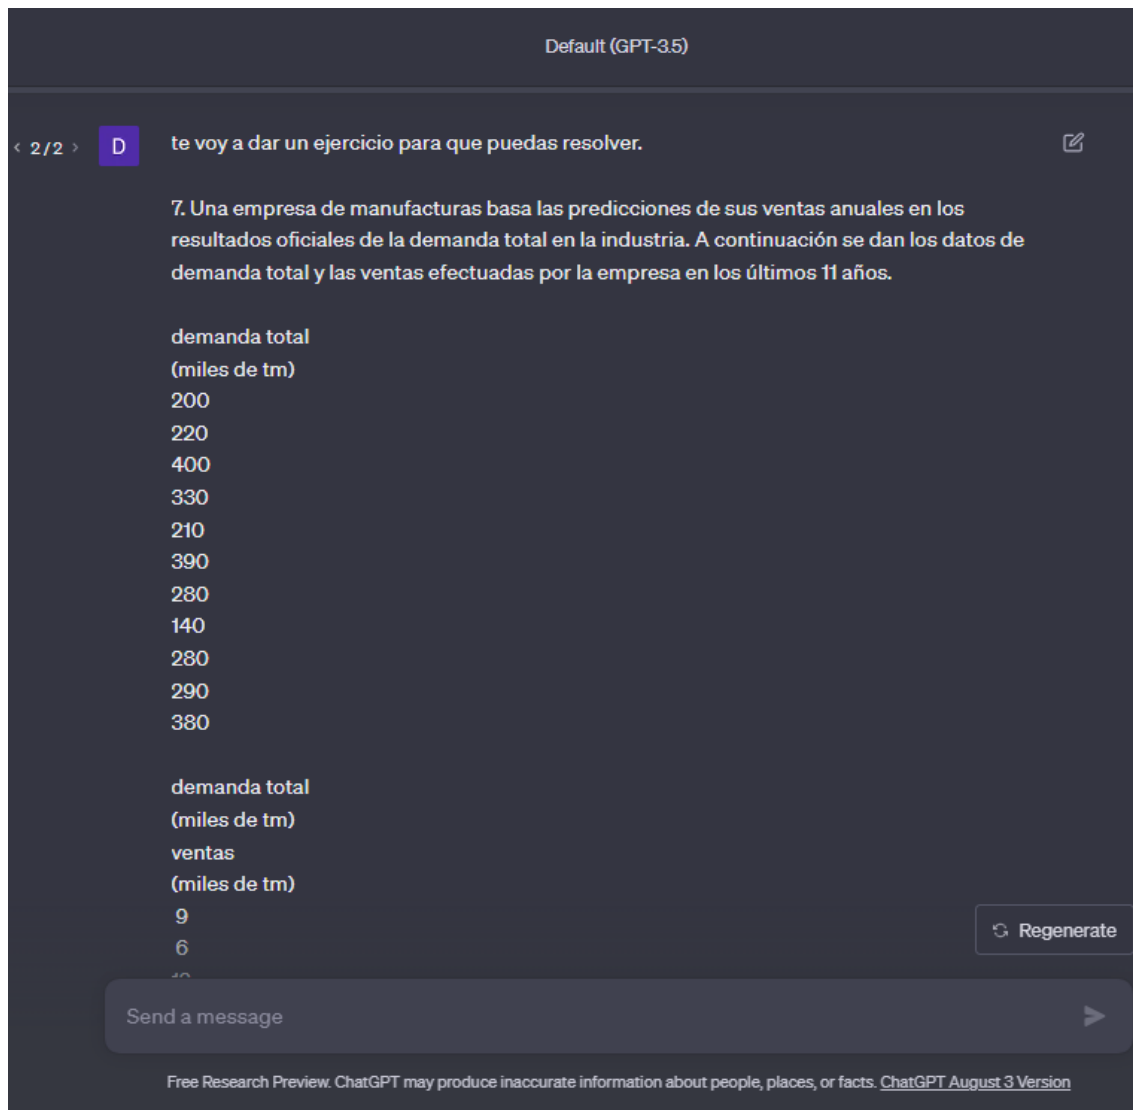 Default (GPT-3.5)
< 2 / 2 >
D
te voy a dar un ejercicio para que puedas resolver.
7. Una empresa de manufacturas basa las predicciones de sus ventas anuales en los
resultados oficiales de la demanda total en la industria. A continuación se dan los datos de
demanda total y las ventas efectuadas por la empresa en los últimos 11 años.
demanda total
(miles de tm)
200
220
400
330
210
390
280
140
280
290
380
demanda total
(miles de tm)
ventas
(miles de tm)
9
6
Regenerate
Send a message
Free Research Preview. ChatGPT may produce inaccurate information about people, places, or facts. ChatGPT August 3 Version